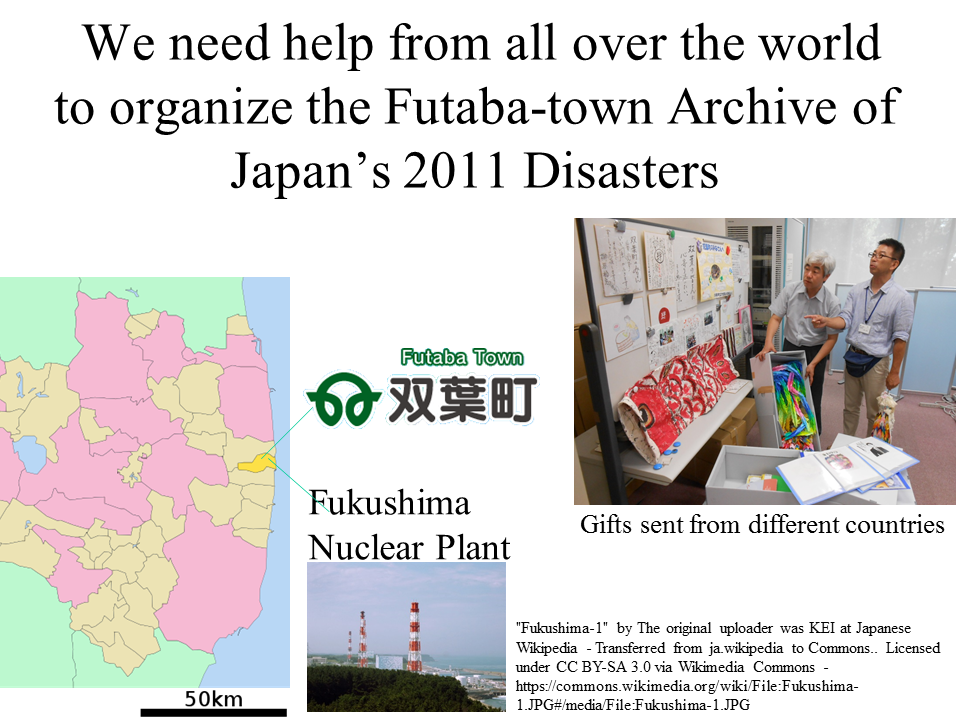 We need help from all over the world
to organize the Futaba-town Archive of
Japan’s 2011 Disasters
Futaba Town
双葉町
Fukushima
Nuclear Plant
Gifts sent from different countries
"Fukushima-1" by The original uploader was KEI at Japanese
Wikipedia - Transferred from ja.wikipedia to Commons.. Licensed
under CC BY-SA 3.0 via Wikimedia Commons -
https://commons.wikimedia.org/wiki/File:Fukushima-
1.JPG#/media/File:Fukushima-1.JPG
50km